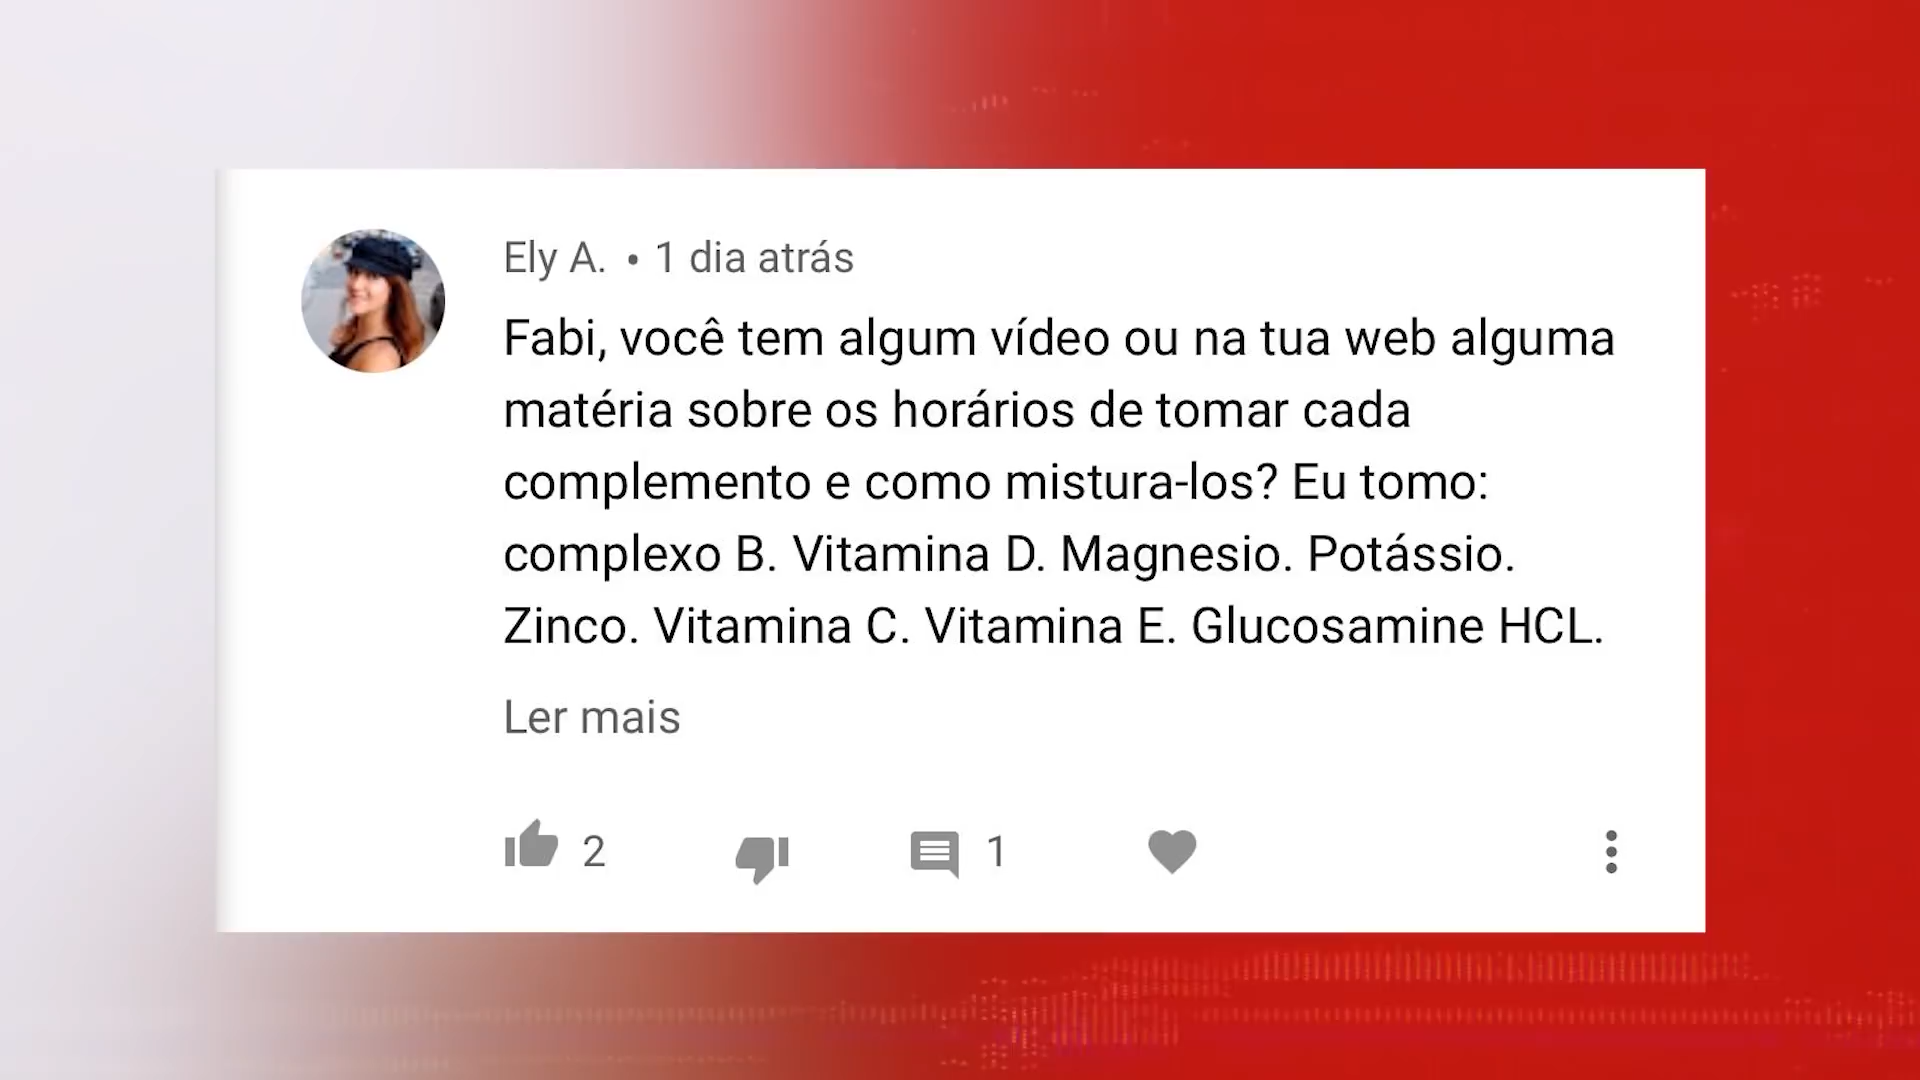 Ely A. • 1 dia atrás
Fabi, você tem algum vídeo ou na tua web alguma
matéria sobre os horários de tomar cada
complemento e como mistura-los? Eu tomo:
complexo B. Vitamina D. Magnesio. Potássio.
Zinco. Vitamina C. Vitamina E. Glucosamine HCL.
Ler mais
2 1